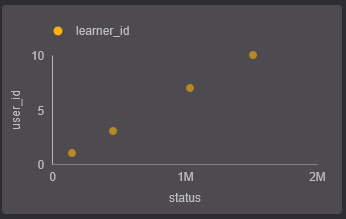 learner_id
10
5
0
user_id
0 1M 2M
status